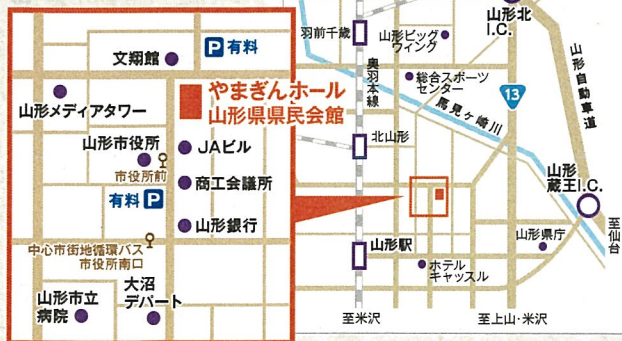 文翔館
P 有料
やまぎんホール
山形県県民会館
山形メディアタワー
山形市役所
市役所前
JAビル
商工会議所
有料 P
山形銀行
中心市街地循環バス
市役所南口
大沼
デパート
山形市立
病院
羽前千歳
奥羽本線
山形ビッグ
ウィング
山形北
I.C.
総合スポーツ
センター
13
山形自動車道
馬見ヶ崎川
北山形
山形
蔵王I.C.
至仙台
山形県庁
山形駅
ホテル
キャッスル
至米沢
至上山・米沢